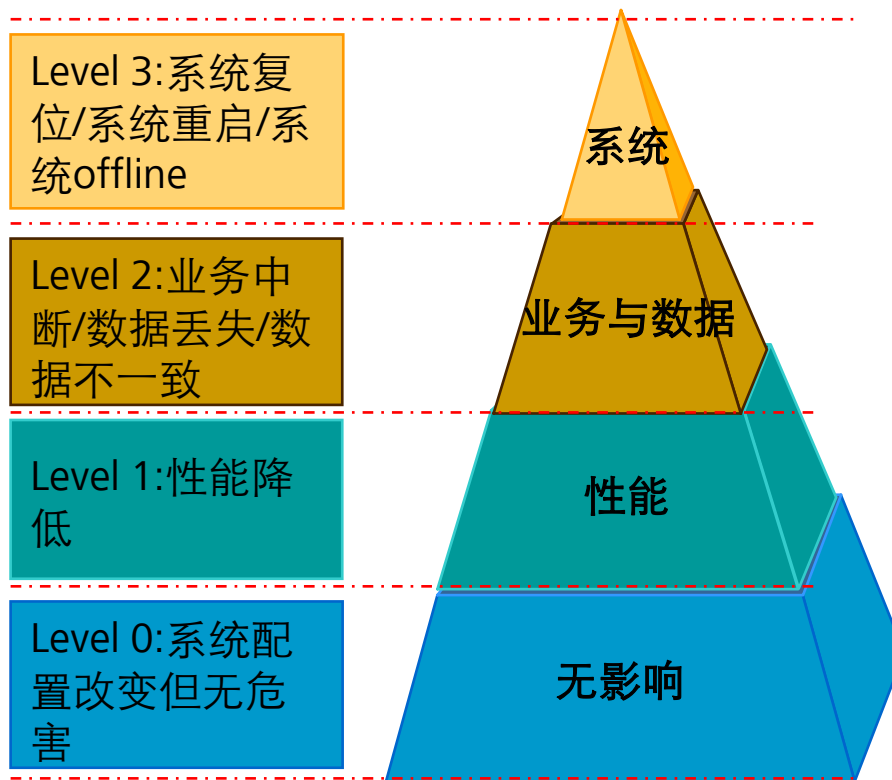 Level 3:系统复
位/系统重启/系
统offline
系统
Level 2:业务中
断/数据丢失/数
据不一致
业务与数据
Level 1:性能降
低
性能
Level 0:系统配
置改变但无危
害
无影响